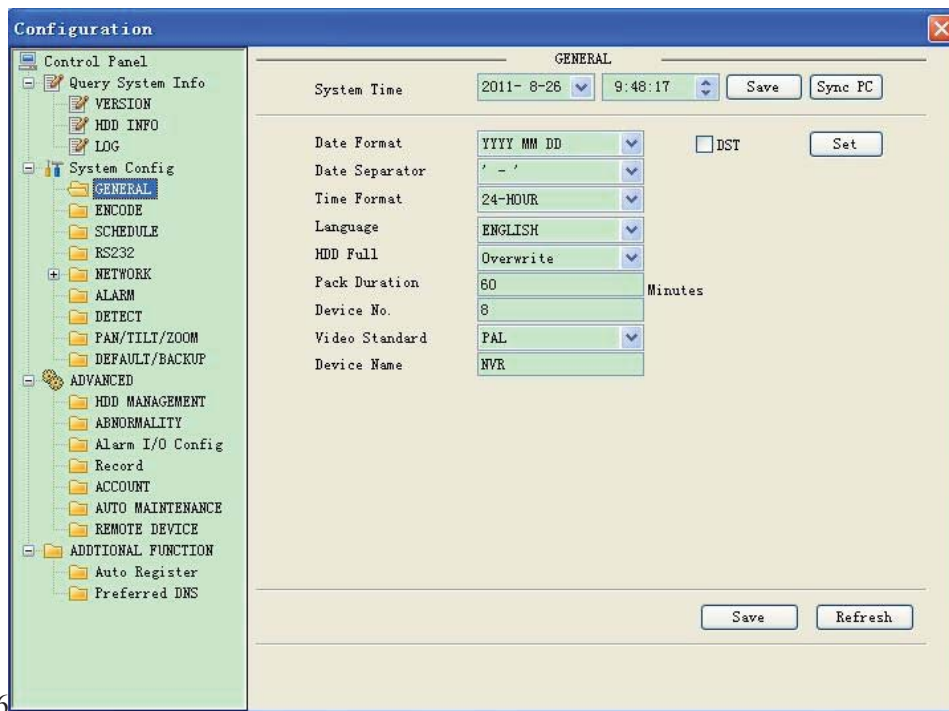 Configuration
Control Panel
Query System Info
VERSION
HDD INFO
LOG
System Config
GENERAL
ENCODE
SCHEDULE
RS232
NETWORK
ALARM
DETECT
PAN/TILT/ZOOM
DEFAULT/BACKUP
ADVANCED
HDD MANAGEMENT
ABNORMALITY
Alarm I/O Config
Record
ACCOUNT
AUTO MAINTENANCE
REMOTE DEVICE
ADDTIONAL FUNCTION
Auto Register
Preferred DNS
GENERAL
System Time 2011- 8-26 9:48:17 Save Sync PC
Date Format YYYY MM DD DST Set
Date Separator ' - '
Time Format 24-HOUR
Language ENGLISH
HDD Full Overwrite
Pack Duration 60 Minutes
Device No. 8
Video Standard PAL
Device Name NVR
Save Refresh
6